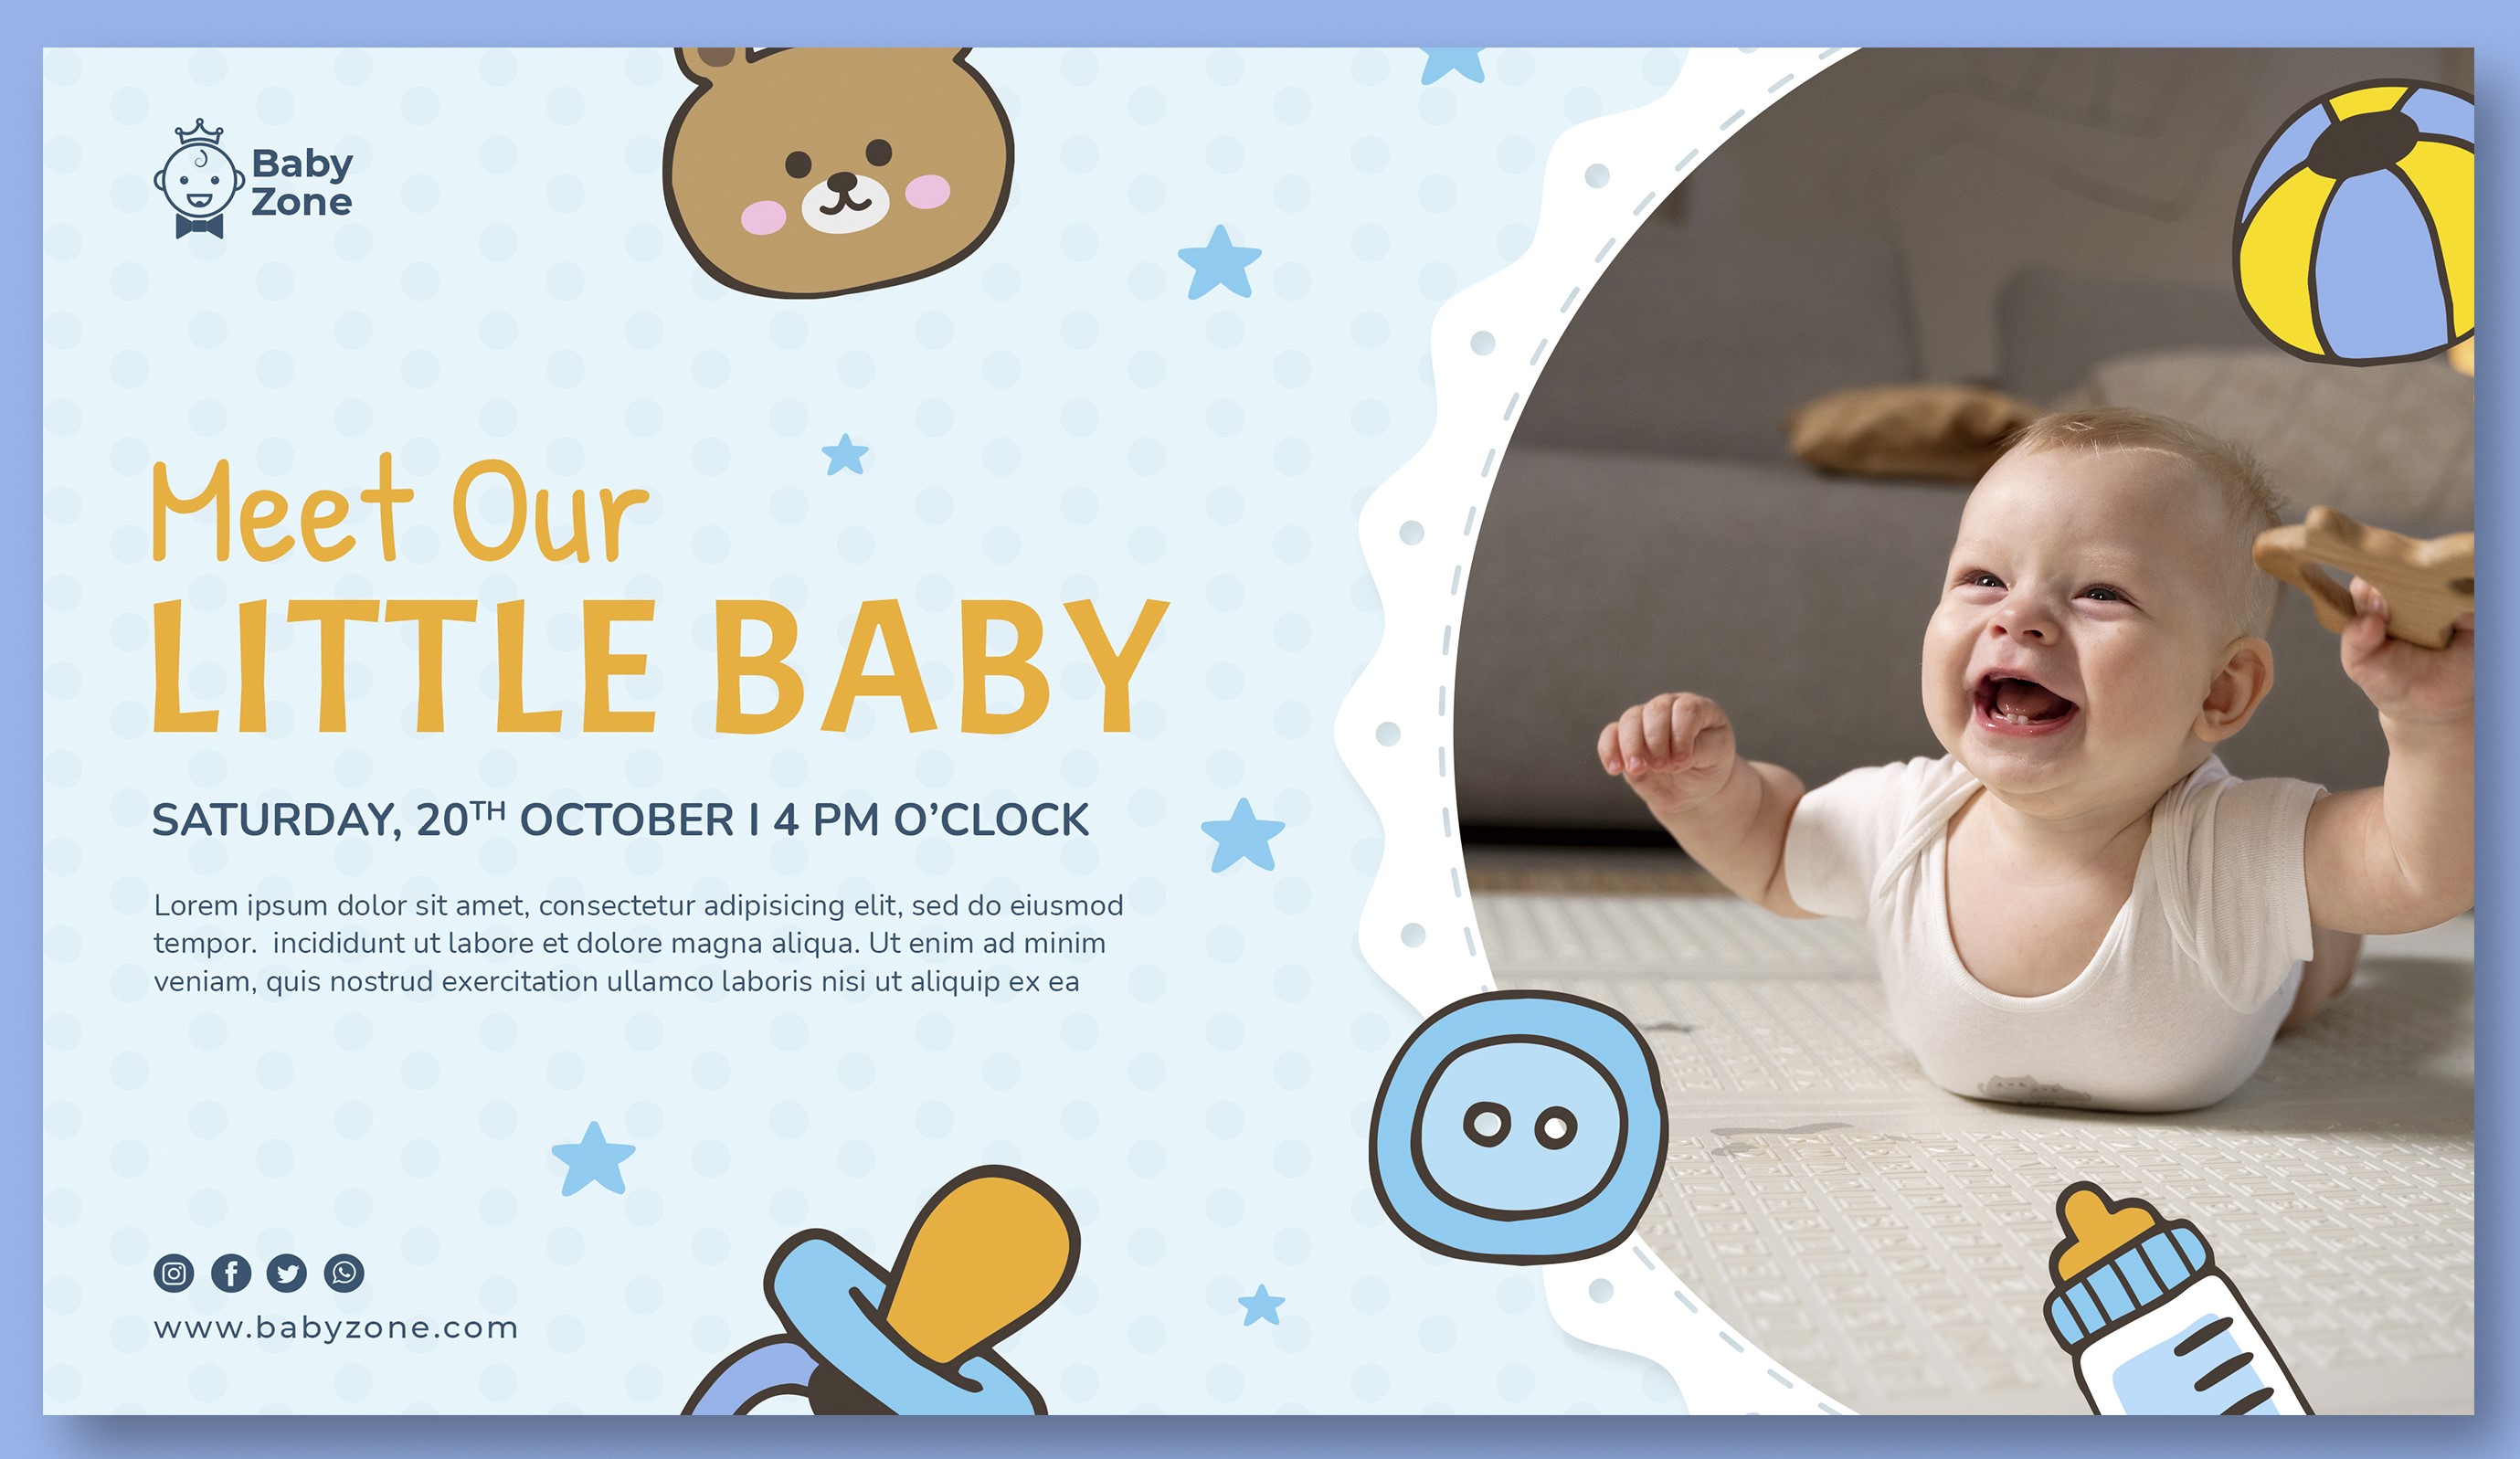 Baby
Zone
Meet Our
LITTLE BABY
SATURDAY, 20TH OCTOBER I 4 PM O’CLOCK
Lorem ipsum dolor sit amet, consectetur adipisicing elit, sed do eiusmod
tempor.  incididunt ut labore et dolore magna aliqua. Ut enim ad minim
veniam, quis nostrud exercitation ullamco laboris nisi ut aliquip ex ea
www.babyzone.com